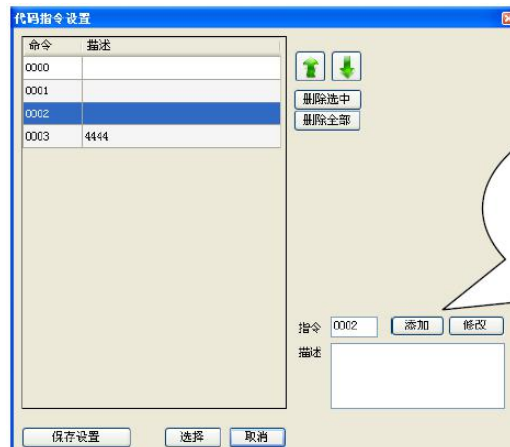 代码指令设置
命令 描述
0000
0001
0002
0003 4444
删除选中
删除全部
指令 0002 添加 修改
描述
保存设置 选择 取消